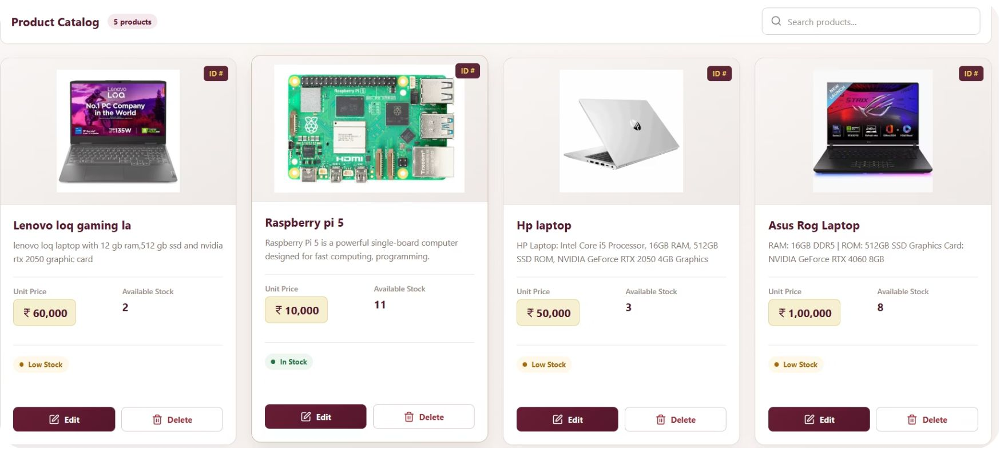 Product Catalog
5 products
Search products...
ID #
Lenovo
LOQ
No.1 PC Company
in the World
135W
Lenovo loq gaming la
lenovo loq laptop with 12 gb ram,512 gb ssd and nvidia
rtx 2050 graphic card
Unit Price
Available Stock
₹ 60,000
2
Low Stock
Edit
Delete
ID #
Raspberry Pi 5
HDMI
Trxcom
Raspberry pi 5
Raspberry Pi 5 is a powerful single-board computer
designed for fast computing, programming.
Unit Price
Available Stock
₹ 10,000
11
In Stock
Edit
Delete
ID #
hp
Hp laptop
HP Laptop: Intel Core i5 Processor, 16GB RAM, 512GB
SSD ROM, NVIDIA GeForce RTX 2050 4GB Graphics
Unit Price
Available Stock
₹ 50,000
3
Low Stock
Edit
Delete
ID #
NEW
LAUNCH
STRIX
Asus Rog Laptop
RAM: 16GB DDR5 | ROM: 512GB SSD Graphics Card:
NVIDIA GeForce RTX 4060 8GB
Unit Price
Available Stock
₹ 1,00,000
8
Low Stock
Edit
Delete